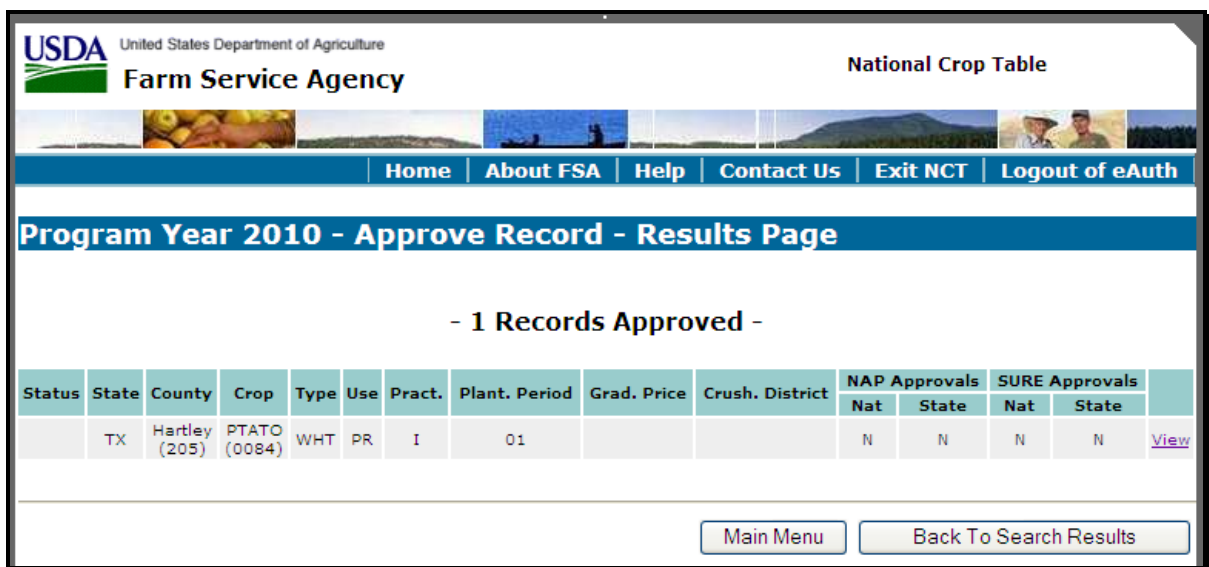 USDA United States Department of Agriculture
Farm Service Agency
National Crop Table
Home | About FSA | Help | Contact Us | Exit NCT | Logout of eAuth
Program Year 2010 - Approve Record - Results Page
- 1 Records Approved -
Status State County Crop Type Use Pract. Plant. Period Grad. Price Crush. District NAP Approvals SURE Approvals
Nat State Nat State
TX Hartley (205) PTATO (0084) WHT PR I 01 N N N N View
Main Menu Back To Search Results